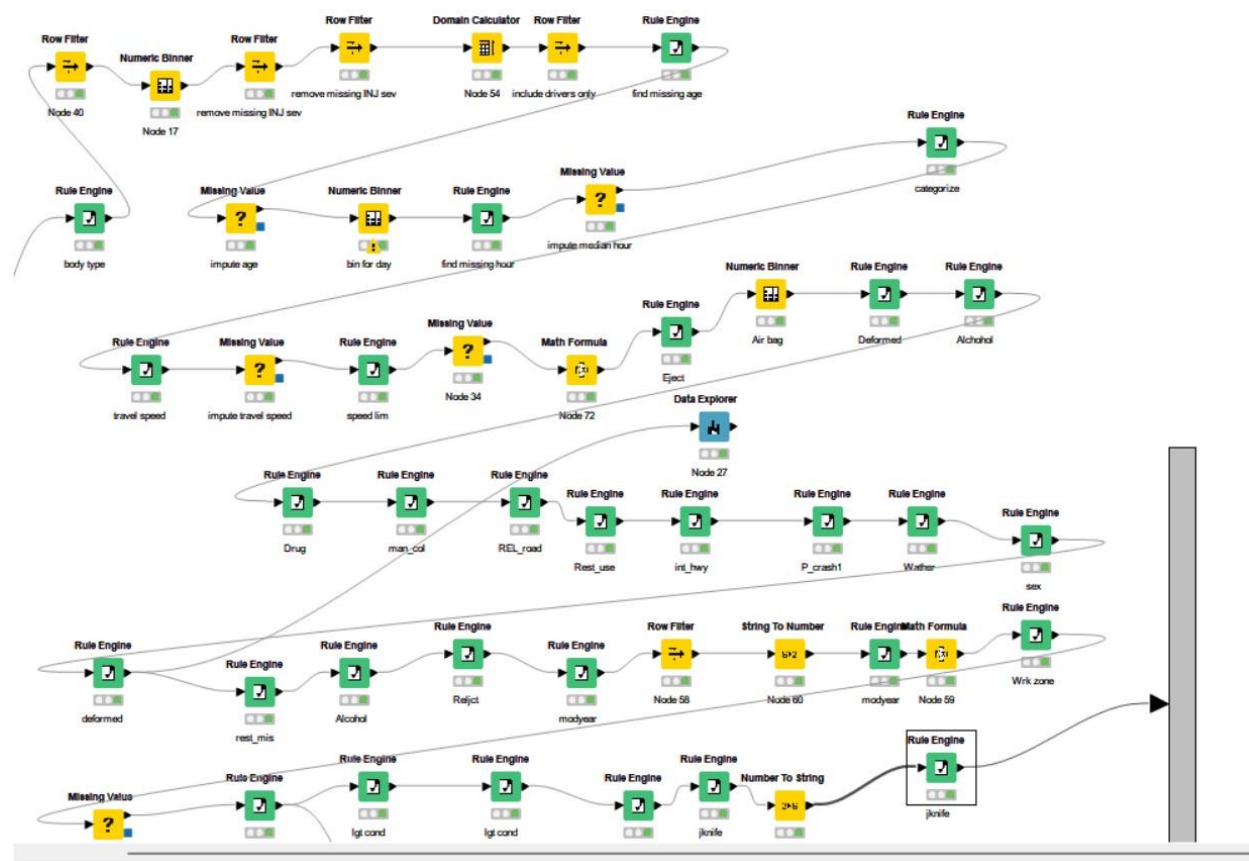 Row Filter
Node 40
Numeric Binner
Node 17
Row Filter
remove missing INJ sev
Row Filter
remove missing INJ sev
Domain Calculator
Node 54
Row Filter
include drivers only
Rule Engine
find missing age
Rule Engine
body type
Missing Value
impute age
Numeric Binner
bin for day
Rule Engine
find missing hour
Missing Value
impute median hour
Rule Engine
categorize
Rule Engine
travel speed
Missing Value
impute travel speed
Rule Engine
speed lim
Missing Value
Node 34
Math Formula
Node 72
Rule Engine
Eject
Numeric Binner
Air bag
Rule Engine
Deformed
Rule Engine
Alchohol
Data Explorer
Node 27
Rule Engine
Drug
Rule Engine
man_col
Rule Engine
REL_road
Rule Engine
Rest_use
Rule Engine
int_hwy
Rule Engine
P_crash1
Rule Engine
Wather
Rule Engine
sex
Rule Engine
deformed
Rule Engine
rest_mis
Rule Engine
Alcohol
Rule Engine
Reljct
Rule Engine
modyear
Row Filter
Node 58
String To Number
Node 60
Rule Engine
modyear
Math Formula
Node 59
Rule Engine
Wrk zone
Missing Value
Rule Engine
Rule Engine
lgt cond
Rule Engine
lgt cond
Rule Engine
Rule Engine
jknife
Number To String
Rule Engine
jknife